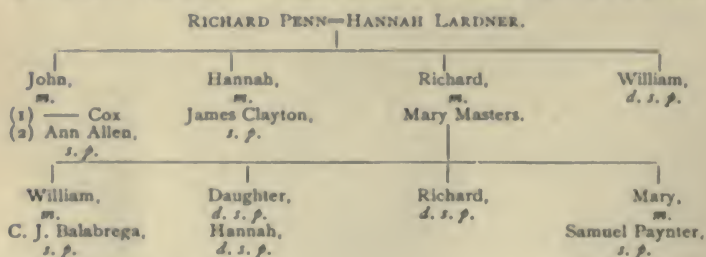 RICHARD PENN=HANNAH LARDNER.
John, Hannah, Richard, William,
m. m. m. d. s. p.
(1) —— Cox James Clayton, Mary Masters.
(2) Ann Allen, s. p.
s. p.
William, Daughter, Richard, Mary,
m. d. s. p. d. s. p. m.
C. J. Balabrega, Hannah, Samuel Paynter,
s. p. d. s. p. s. p.